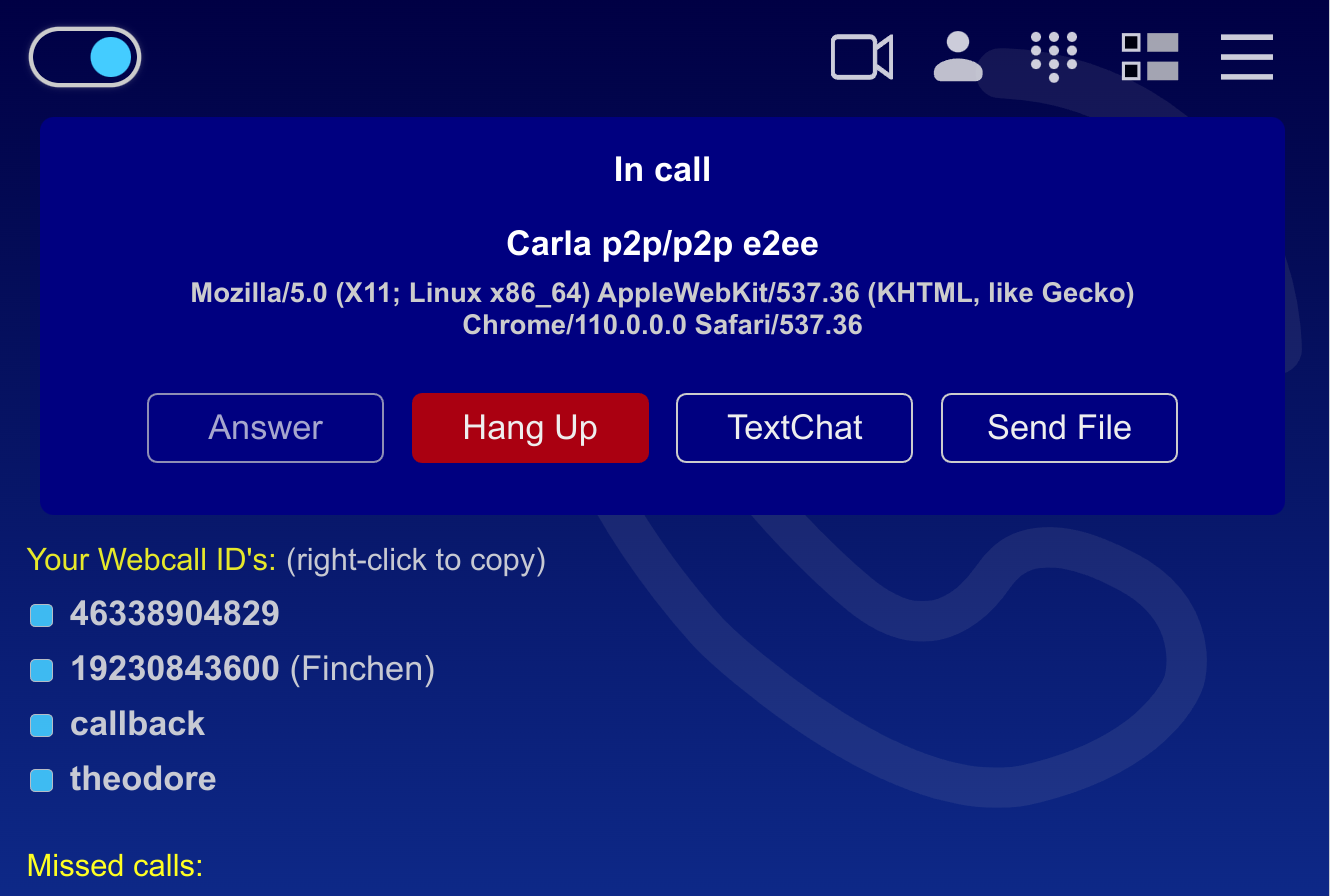 In call
Carla p2p/p2p e2ee
Mozilla/5.0 (X11; Linux x86_64) AppleWebKit/537.36 (KHTML, like Gecko)
Chrome/110.0.0.0 Safari/537.36
Answer Hang Up TextChat Send File
Your Webcall ID's: (right-click to copy)
46338904829
19230843600 (Finchen)
callback
theodore
Missed calls: